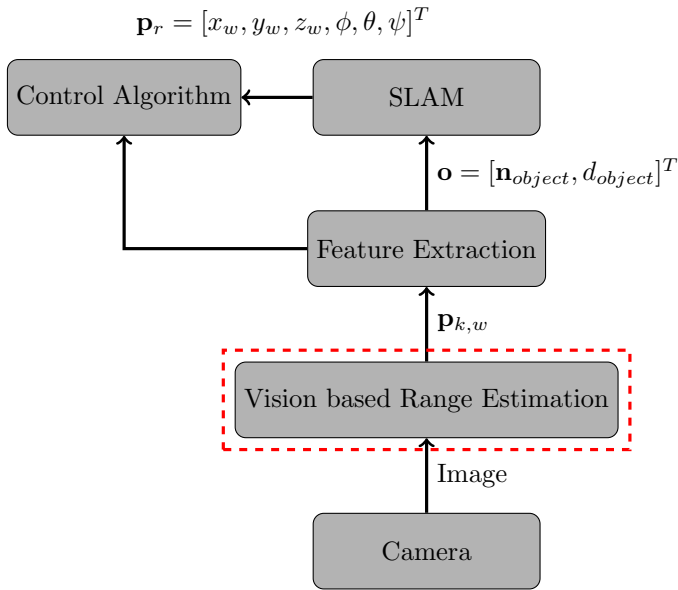 𝐩_r = [x_w, y_w, z_w, ϕ, θ, ψ]^T
Control Algorithm
SLAM
𝐨 = [𝐧_object, d_object]^T
Feature Extraction
𝐩_k,w
Vision based Range Estimation
Image
Camera